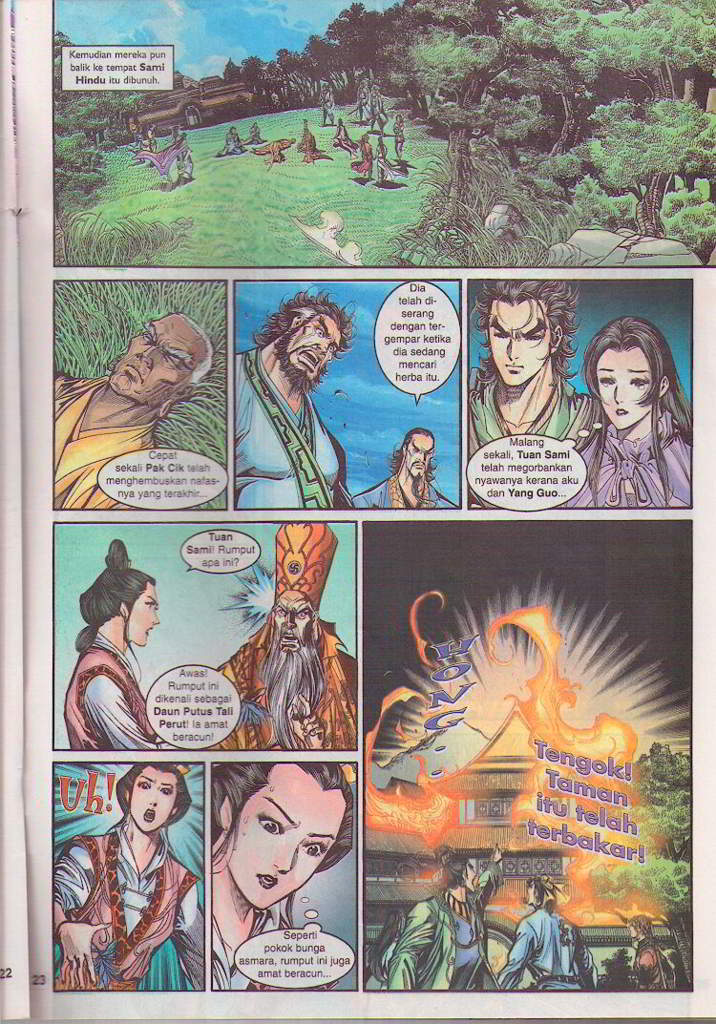 Kemudian mereka pun
balik ke tempat Sami
Hindu itu dibunuh.
Cepat
sekali Pak Cik telah
menghembuskan nafas-
nya yang terakhir...
Dia
telah di-
serang
dengan ter-
gempar ketika
dia sedang
mencari
herba itu.
Malang
sekali, Tuan Sami
telah megorbankan
nyawanya kerana aku
dan Yang Guo...
Tuan
Sami! Rumput
apa ini?
Awas!
Rumput ini
dikenali sebagai
Daun Putus Tali
Perut! Ia amat
beracun!
HONG..
Tengok!
Taman
itu telah
terbakar!
Uh!
Seperti
pokok bunga
asmara, rumput ini
juga amat beracun...
22
23